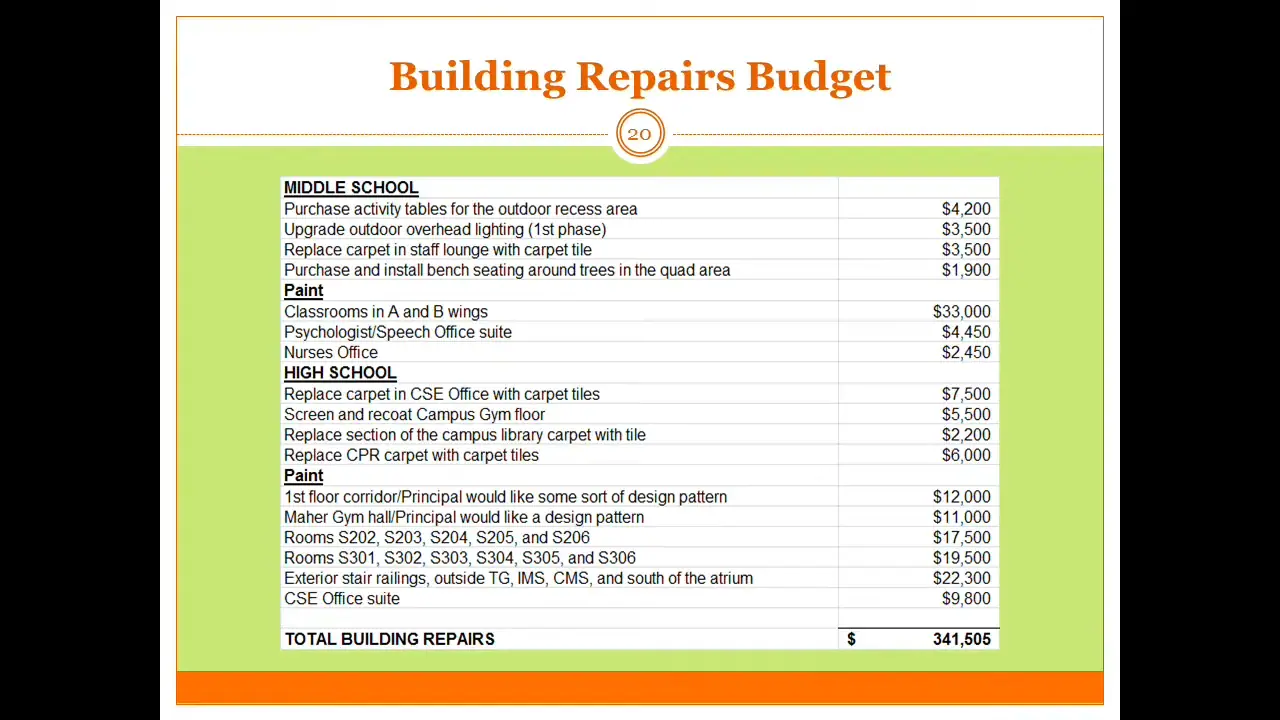 Building Repairs Budget
20
MIDDLE SCHOOL
Purchase activity tables for the outdoor recess area $4,200
Upgrade outdoor overhead lighting (1st phase) $3,500
Replace carpet in staff lounge with carpet tile $3,500
Purchase and install bench seating around trees in the quad area $1,900
Paint
Classrooms in A and B wings $33,000
Psychologist/Speech Office suite $4,450
Nurses Office $2,450
HIGH SCHOOL
Replace carpet in CSE Office with carpet tiles $7,500
Screen and recoat Campus Gym floor $5,500
Replace section of the campus library carpet with tile $2,200
Replace CPR carpet with carpet tiles $6,000
Paint
1st floor corridor/Principal would like some sort of design pattern $12,000
Maher Gym hall/Principal would like a design pattern $11,000
Rooms S202, S203, S204, S205, and S206 $17,500
Rooms S301, S302, S303, S304, S305, and S306 $19,500
Exterior stair railings, outside TG, IMS, CMS, and south of the atrium $22,300
CSE Office suite $9,800
TOTAL BUILDING REPAIRS $ 341,505